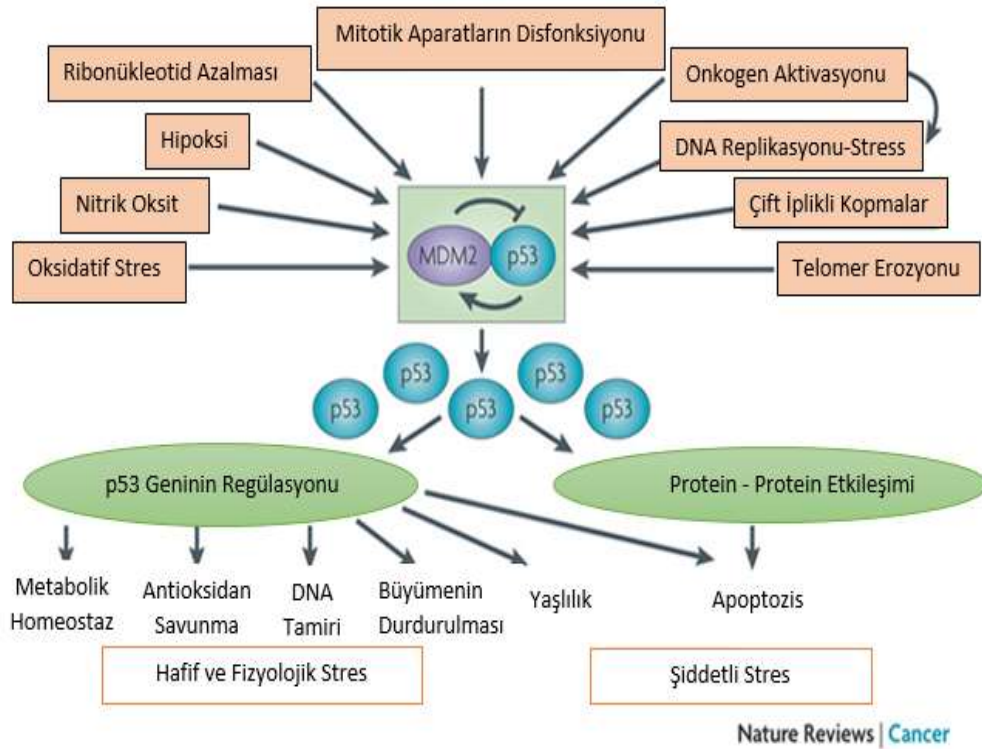 Mitotik Aparatların Disfonksiyonu
Ribonükleotid Azalması
Onkogen Aktivasyonu
Hipoksi
DNA Replikasyonu-Stress
Nitrik Oksit
Çift İplikli Kopmalar
Oksidatif Stres
Telomer Erozyonu
MDM2
p53
p53
p53
p53
p53
p53
p53 Geninin Regülasyonu
Protein - Protein Etkileşimi
Metabolik
Homeostaz
Antioksidan
Savunma
DNA
Tamiri
Büyümenin
Durdurulması
Yaşlılık
Apoptozis
Hafif ve Fizyolojik Stres
Şiddetli Stres
Nature Reviews | Cancer